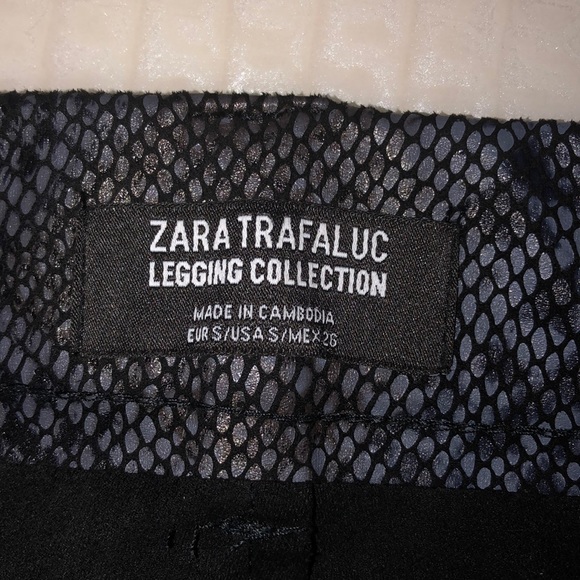 ZARA TRAFALUC
LEGGING COLLECTION
MADE IN CAMBODIA
EUR S/USA S/MEX 26